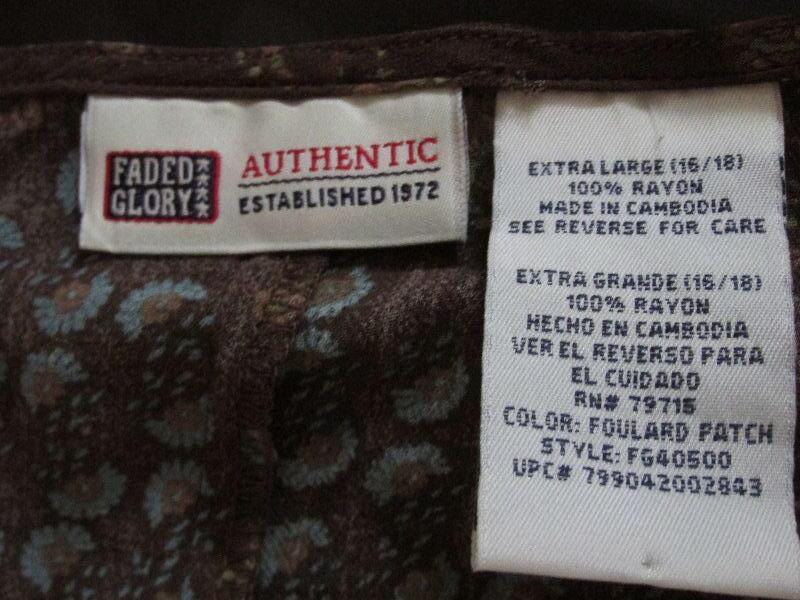 FADED
GLORY
AUTHENTIC
ESTABLISHED 1972
EXTRA LARGE (16/18)
100% RAYON
MADE IN CAMBODIA
SEE REVERSE FOR CARE
EXTRA GRANDE (16/18)
100% RAYON
HECHO EN CAMBODIA
VER EL REVERSO PARA
EL CUIDADO
RN# 79715
COLOR: FOULARD PATCH
STYLE: FG40500
UPC# 799042002843